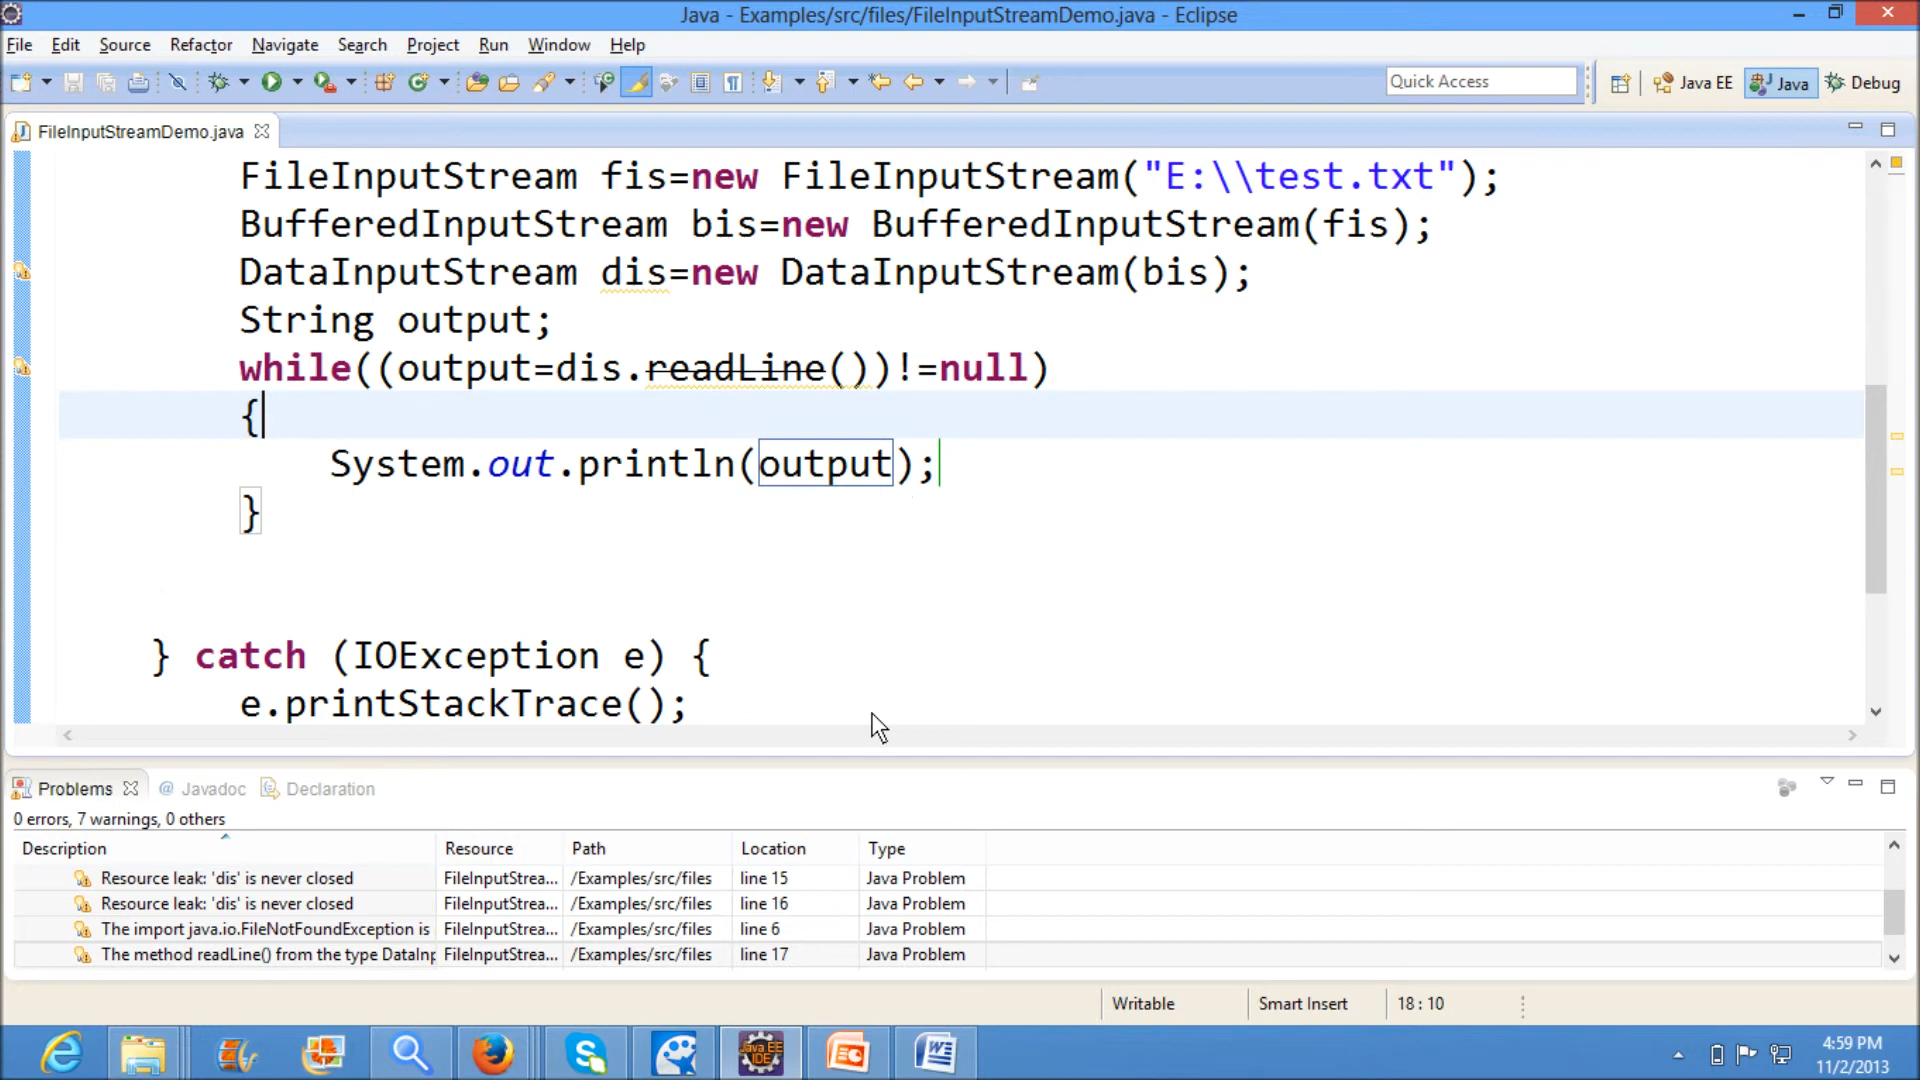 Java - Examples/src/files/FileInputStreamDemo.java - Eclipse
File Edit Source Refactor Navigate Search Project Run Window Help
Quick Access Java EE Java Debug
FileInputStreamDemo.java
FileInputStream fis=new FileInputStream("E:\\test.txt");
BufferedInputStream bis=new BufferedInputStream(fis);
DataInputStream dis=new DataInputStream(bis);
String output;
while((output=dis.readLine())!=null)
{
System.out.println(output);
}
} catch (IOException e) {
e.printStackTrace();
Problems @ Javadoc Declaration
0 errors, 7 warnings, 0 others
Description Resource Path Location Type
Resource leak: 'dis' is never closed FileInputStrea... /Examples/src/files line 15 Java Problem
Resource leak: 'dis' is never closed FileInputStrea... /Examples/src/files line 16 Java Problem
The import java.io.FileNotFoundException is FileInputStrea... /Examples/src/files line 6 Java Problem
The method readLine() from the type DataInp FileInputStrea... /Examples/src/files line 17 Java Problem
Writable Smart Insert 18 : 10
Java EE
IDE
4:59 PM
11/2/2013